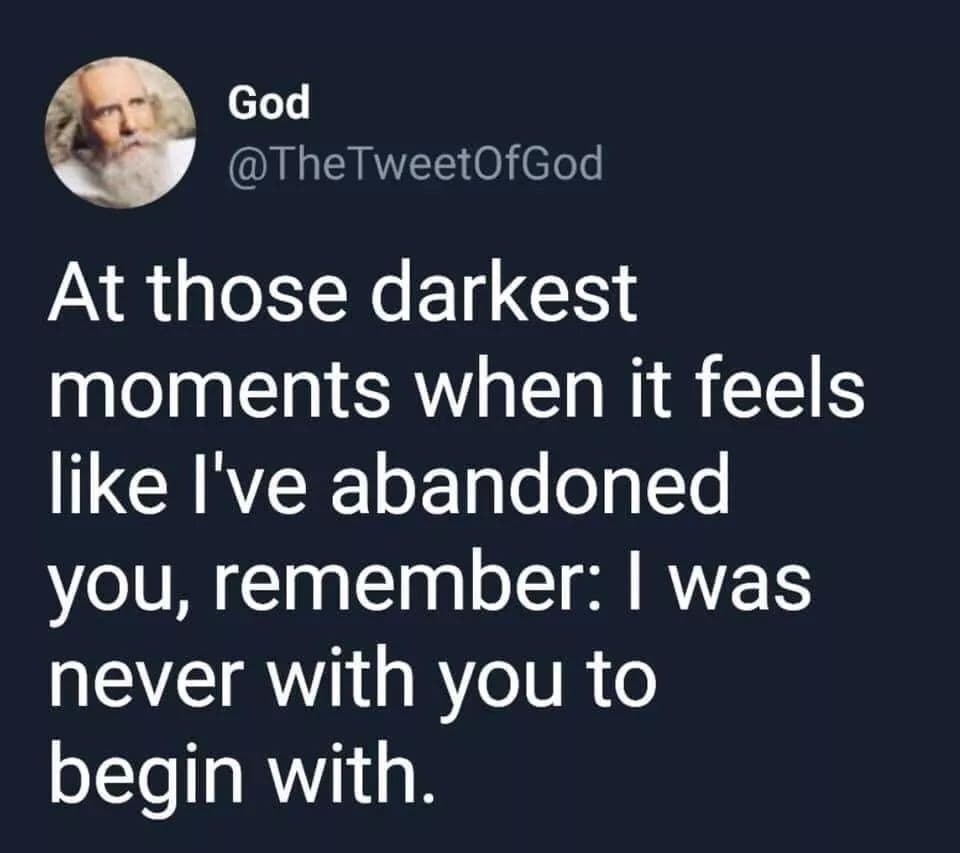 God
@TheTweetOfGod
At those darkest
moments when it feels
like I've abandoned
you, remember: I was
never with you to
begin with.